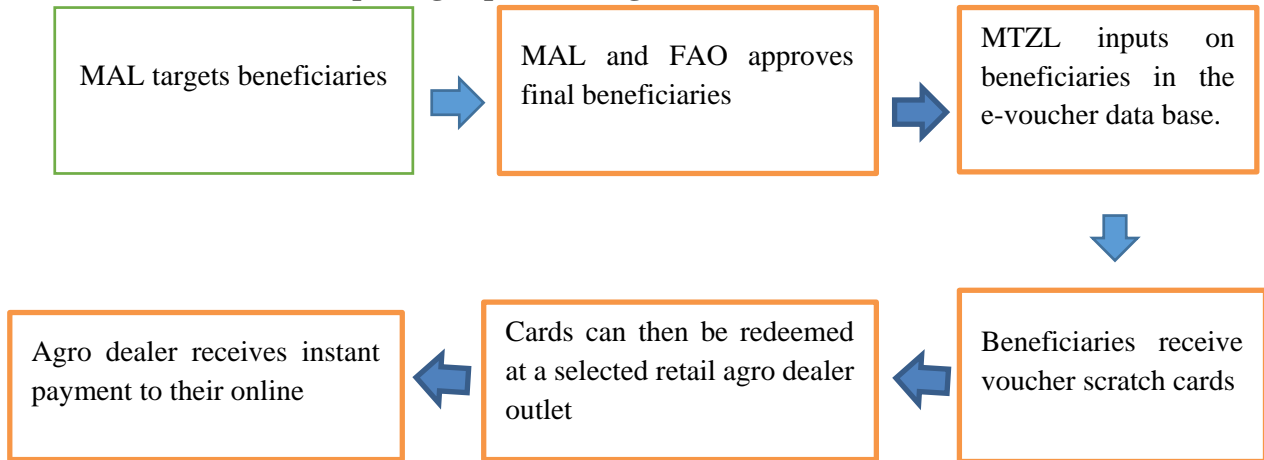 MAL targets beneficiaries
MAL and FAO approves
final beneficiaries
MTZL inputs on
beneficiaries in the
e-voucher data base.
Beneficiaries receive
voucher scratch cards
Cards can then be redeemed
at a selected retail agro dealer
outlet
Agro dealer receives instant
payment to their online